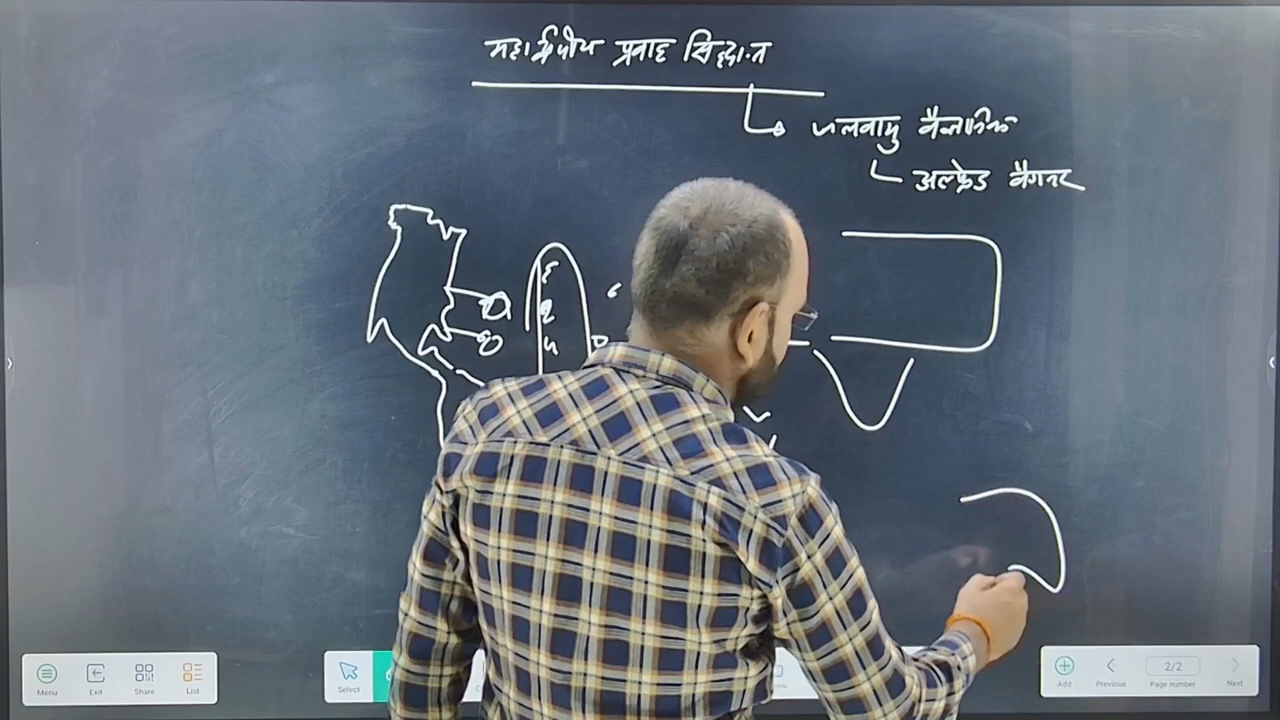 महाद्वीपीय प्रवाह सिद्धान्त
जलवायु वैज्ञानिक
अल्फ्रेड वैगनर
Menu
Exit
Share
List
Select
Add
Previous
2/2
Page number
Next